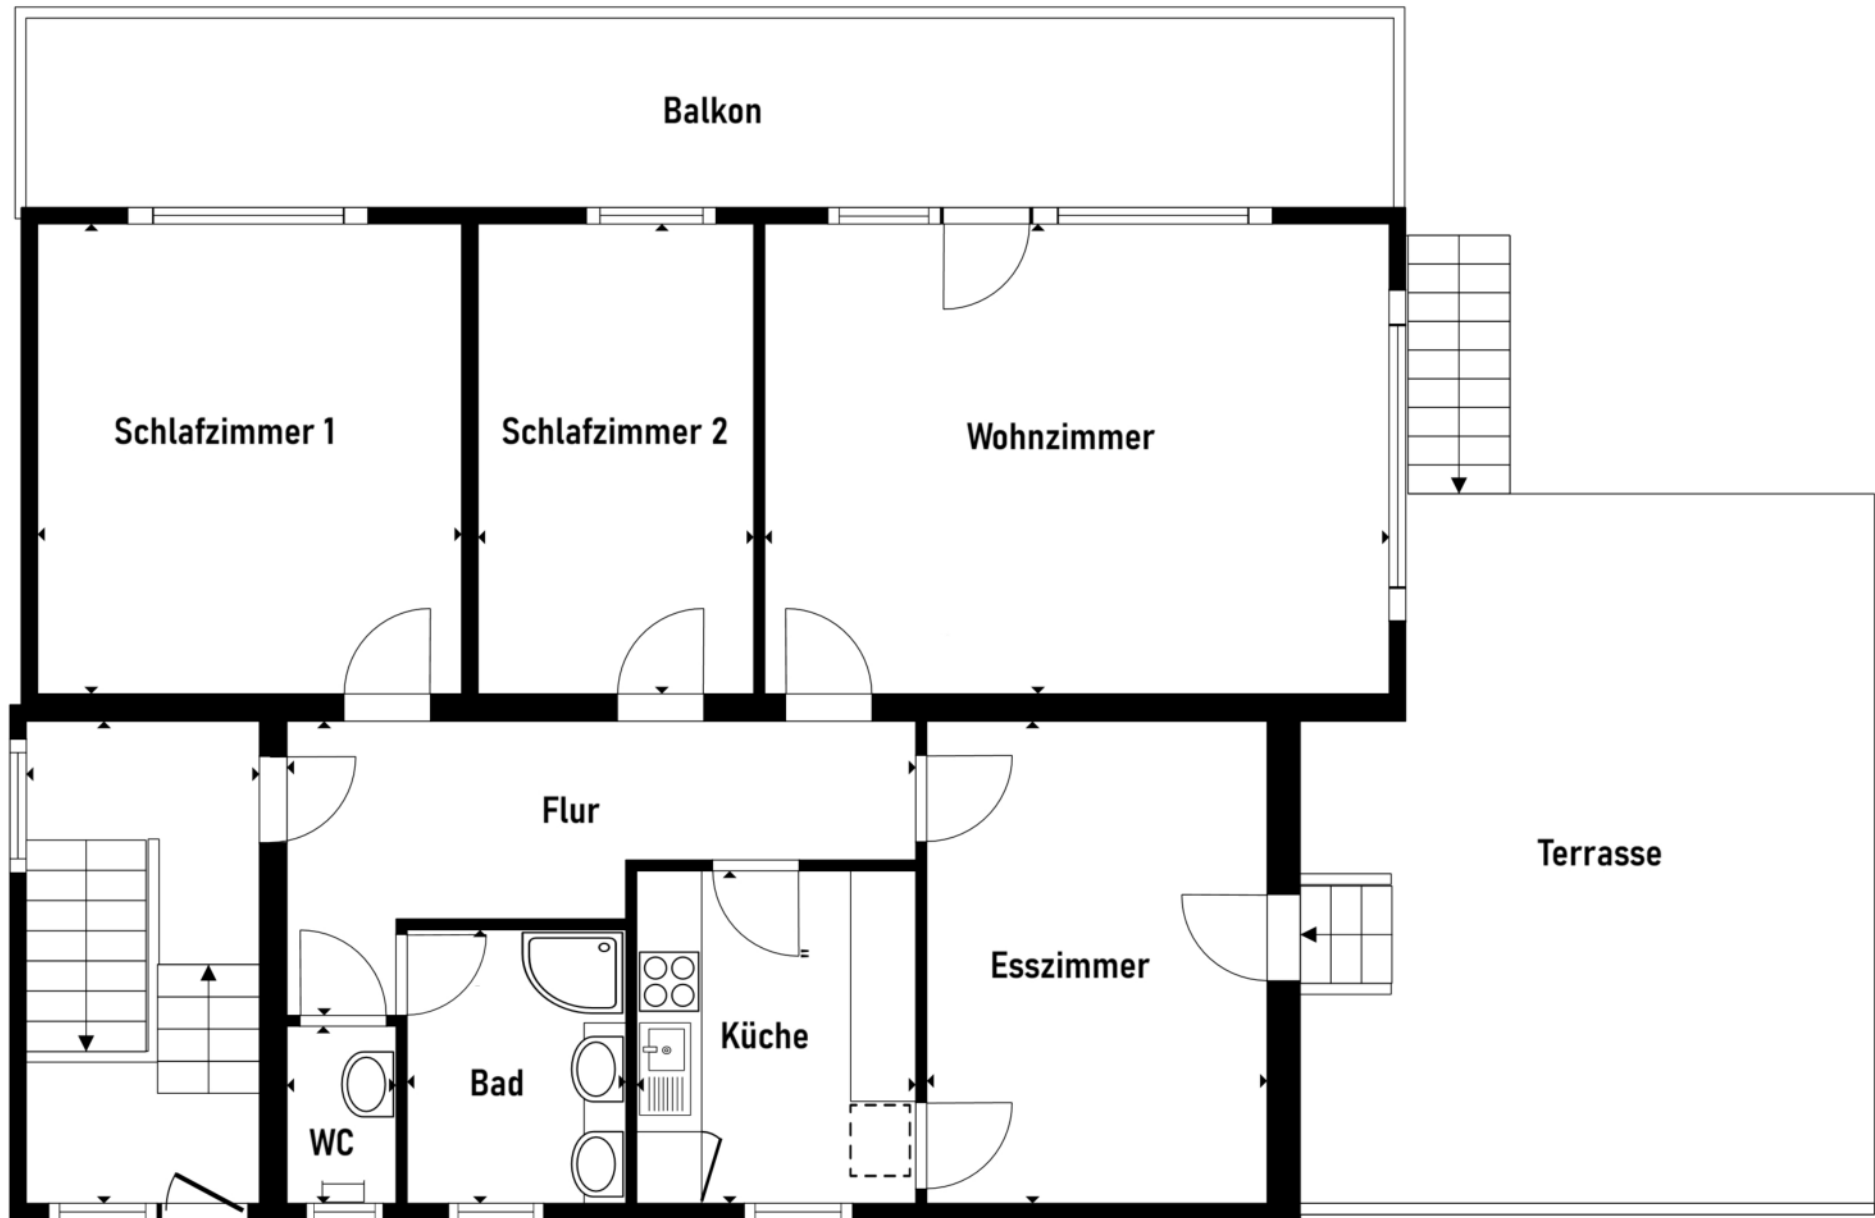 Balkon
Schlafzimmer 1
Schlafzimmer 2
Wohnzimmer
Flur
Terrasse
Esszimmer
Küche
Bad
WC